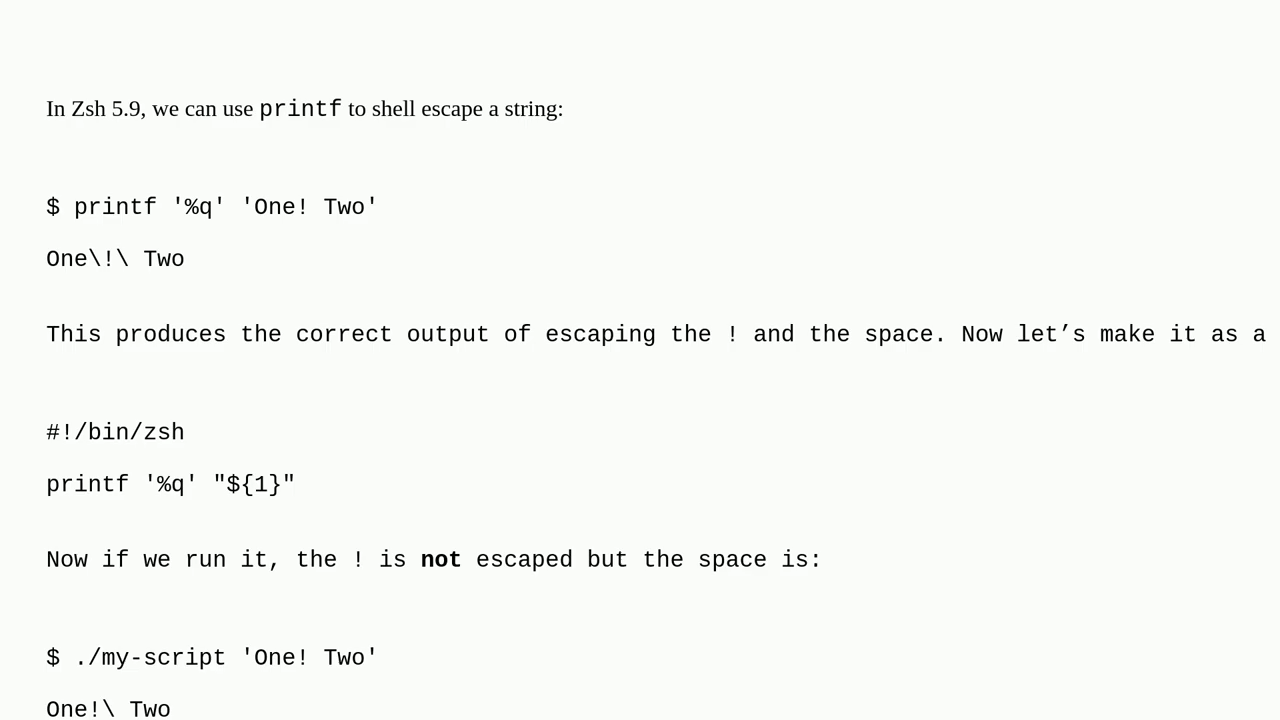 In Zsh 5.9, we can use printf to shell escape a string:
$ printf '%q' 'One! Two'
One\!\ Two
This produces the correct output of escaping the ! and the space. Now let’s make it as a
#!/bin/zsh
printf '%q' "${1}"
Now if we run it, the ! is not escaped but the space is:
$ ./my-script 'One! Two'
One!\ Two